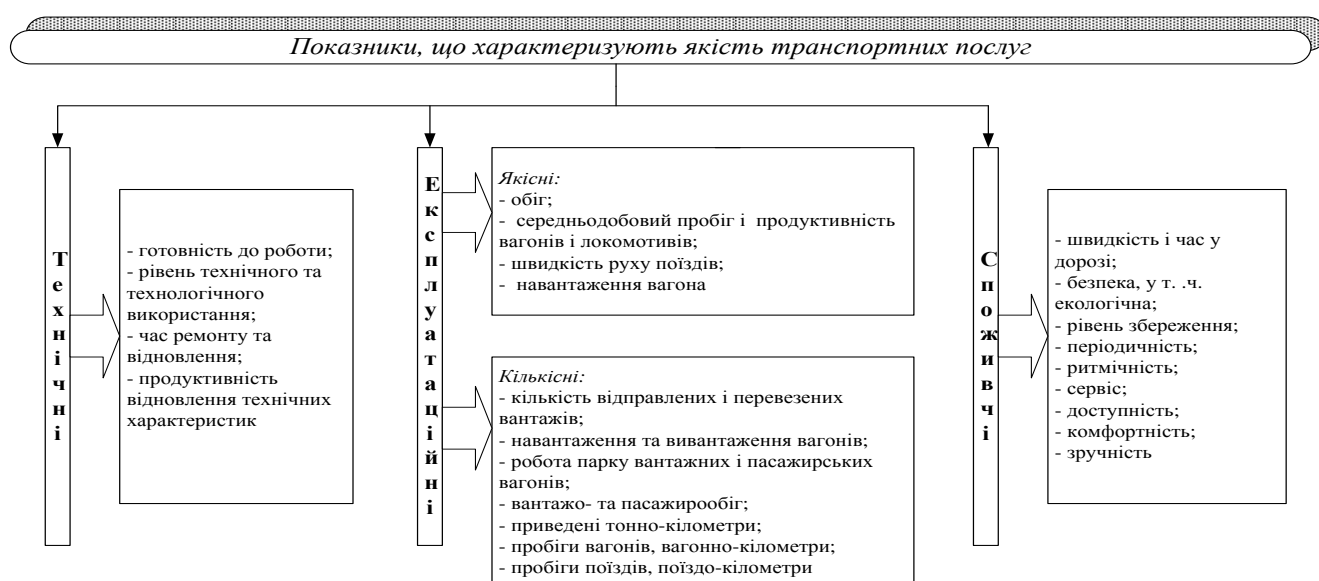 Показники, що характеризують якість транспортних послуг
Технічні
- готовність до роботи;
- рівень технічного та
технологічного
використання;
- час ремонту та
відновлення;
- продуктивність
відновлення технічних
характеристик
Експлуатаційні
Якісні:
- обіг;
- середньодобовий пробіг і продуктивність
вагонів і локомотивів;
- швидкість руху поїздів;
- навантаження вагона
Кількісні:
- кількість відправлених і перевезених
вантажів;
- навантаження та вивантаження вагонів;
- робота парку вантажних і пасажирських
вагонів;
- вантажо- та пасажирообіг;
- приведені тонно-кілометри;
- пробіги вагонів, вагонно-кілометри;
- пробіги поїздів, поїздо-кілометри
Споживчі
- швидкість і час у
дорозі;
- безпека, у т. .ч.
екологічна;
- рівень збереження;
- періодичність;
- ритмічність;
- сервіс;
- доступність;
- комфортність;
- зручність